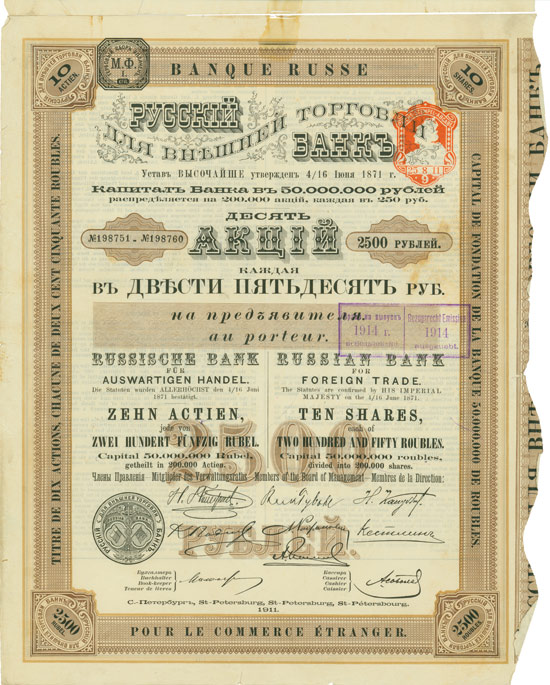 10
ACTIEN.
М.Ф.
BANQUE RUSSE
10
SHARES.
РУССКІЙ
ДЛЯ ВНѢШНЕЙ ТОРГОВЛИ
БАНКЪ
Уставъ ВЫСОЧАЙШЕ утвержденъ 4/16 Іюня 1871 г.
Капиталъ Банка въ 50.000.000 рублей
распредѣляется на 200.000 акцій, каждая въ 250 руб.
ДЕСЯТЬ
№198751 - №198760
АКЦІЙ
2500 РУБЛЕЙ.
КАЖДАЯ
ВЪ ДВѢСТИ ПЯТЬДЕСЯТЪ РУБ.
на предъявителя.
au porteur.
1914 г.
Bezugsrecht Emission
1914
ausgeübt.
RUSSISCHE BANK
FÜR
AUSWÄRTIGEN HANDEL.
Die Statuten wurden ALLERHÖCHST den 4/16 Juni
1871 bestätigt.
ZEHN ACTIEN,
jede von
ZWEI HUNDERT FÜNFZIG RUBEL.
Capital 50.000.000 Rubel,
getheilt in 200.000 Action.
RUSSIAN BANK
FOR
FOREIGN TRADE.
The Statutes are confirmed by HIS IMPERIAL
MAJESTY on the 4/16 June 1871.
TEN SHARES,
each of
TWO HUNDRED AND FIFTY ROUBLES.
Capital 50.000.000 roubles,
divided into 200.000 shares.
Члены Правленія - Mitglieder des Verwaltungsrathes - Members of the Board of Management - Membres de la Direction:
2500
РУБЛЕЙ.
Бухгалтеръ
Buchhalter
Book-keeper
Teneur de livres
Кассиръ
Cassirer
Cashier
Caissier
С.-Петербургъ, St-Petersburg, St-Petersburg, St-Pétersbourg.
1911.
2500
RUBEL.
POUR LE COMMERCE ÉTRANGER.
2500
ROUBLES.
TITRE DE DIX ACTIONS, CHACUNE DE DEUX CENT CINQUANTE ROUBLES.
CAPITAL DE FONDATION DE LA BANQUE 50.000.000 DE ROUBLES.